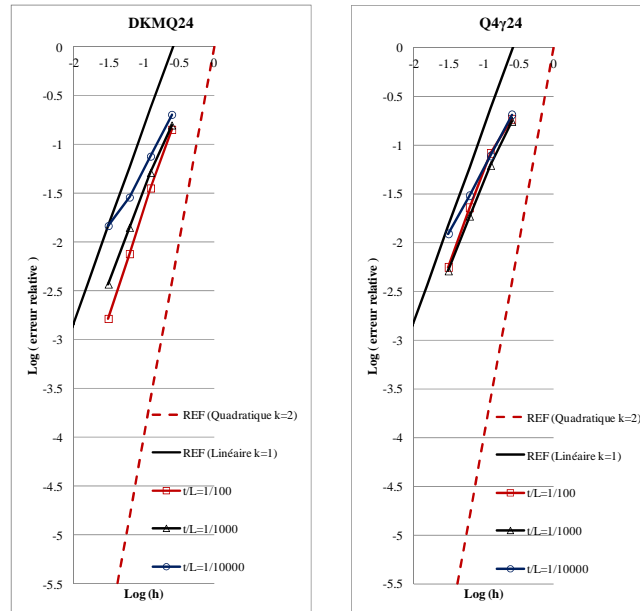 DKMQ24
-2 -1.5 -1 -0.5 0
0
-0.5
-1
-1.5
-2
-2.5
-3
-3.5
-4
-4.5
-5
-5.5
Log ( erreur relative )
Log (h)
REF (Quadratique k=2)
REF (Linéaire k=1)
t/L=1/100
t/L=1/1000
t/L=1/10000
Q4γ24
-2 -1.5 -1 -0.5 0
0
-0.5
-1
-1.5
-2
-2.5
-3
-3.5
-4
-4.5
-5
-5.5
Log ( erreur relative )
Log (h)
REF (Quadratique k=2)
REF (Linéaire k=1)
t/L=1/100
t/L=1/1000
t/L=1/10000